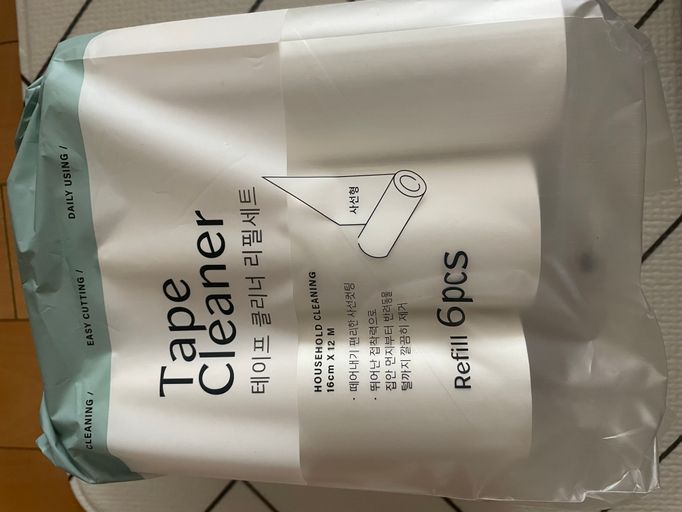 CLEANING / EASY CUTTING / DAILY USING /
Tape
Cleaner
테이프 클리너 리필세트
사선형
HOUSEHOLD CLEANING
16cm X 12 M
· 떼어내기 편리한 사선컷팅
· 뛰어난 접착력으로
집안 먼지부터 반려동물
털까지 깔끔히 제거
Refill 6pcs